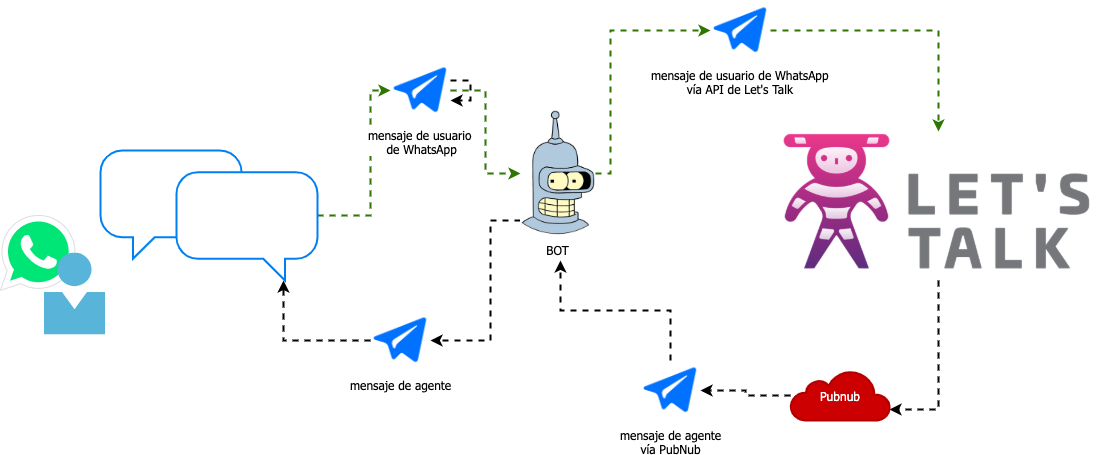 mensaje de usuario de WhatsApp
vía API de Let's Talk
mensaje de usuario
de WhatsApp
LET'S
TALK
BOT
mensaje de agente
Pubnub
mensaje de agente
vía PubNub